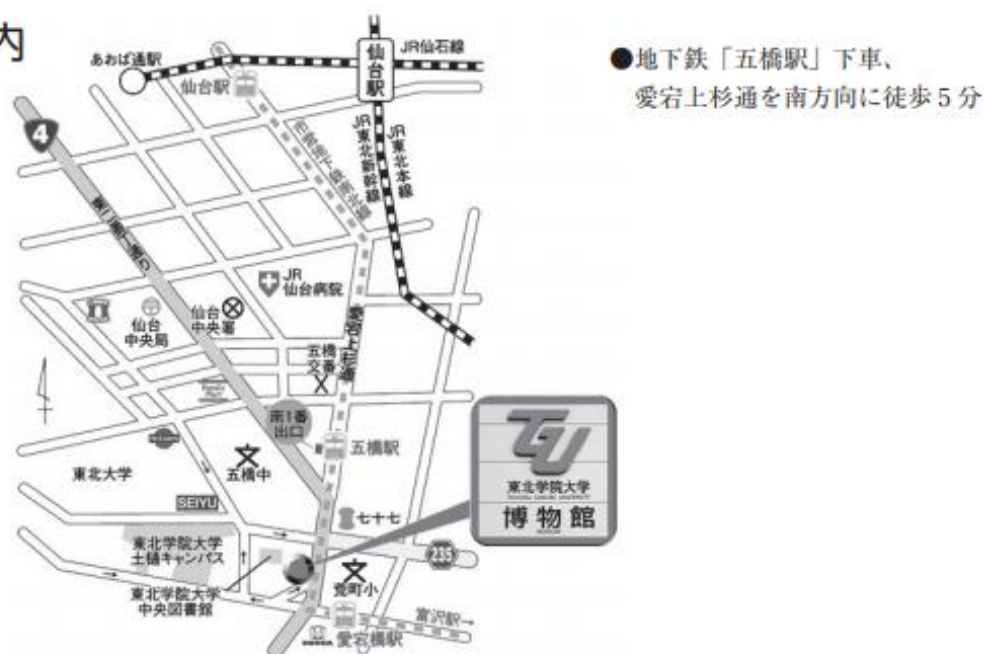 内
●地下鉄「五橋駅」下車、
愛宕上杉通を南方向に徒歩5分
あおば通駅
仙台駅
仙台駅
JR仙石線
JR東北新幹線
JR東北本線
4
JR
仙台病院
仙台
中央局
仙台
中央署
五橋
交番
愛宕上杉通
南1番
出口
五橋駅
東北大学
五橋中
SEIYU
七十七
東北学院大学
土樋キャンパス
235
東北学院大学
中央図書館
荒町小
愛宕橋駅
富沢駅→
TGU
東北学院大学
博物館